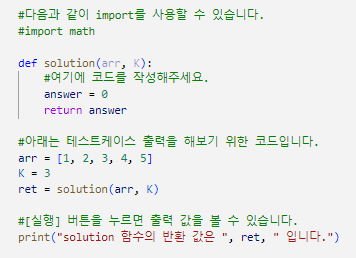 #다음과 같이 import를 사용할 수 있습니다.
#import math

def solution(arr, K):
    #여기에 코드를 작성해주세요.
    answer = 0
    return answer

#아래는 테스트케이스 출력을 해보기 위한 코드입니다.
arr = [1, 2, 3, 4, 5]
K = 3
ret = solution(arr, K)

#[실행] 버튼을 누르면 출력 값을 볼 수 있습니다.
print("solution 함수의 반환 값은 ", ret, " 입니다.")